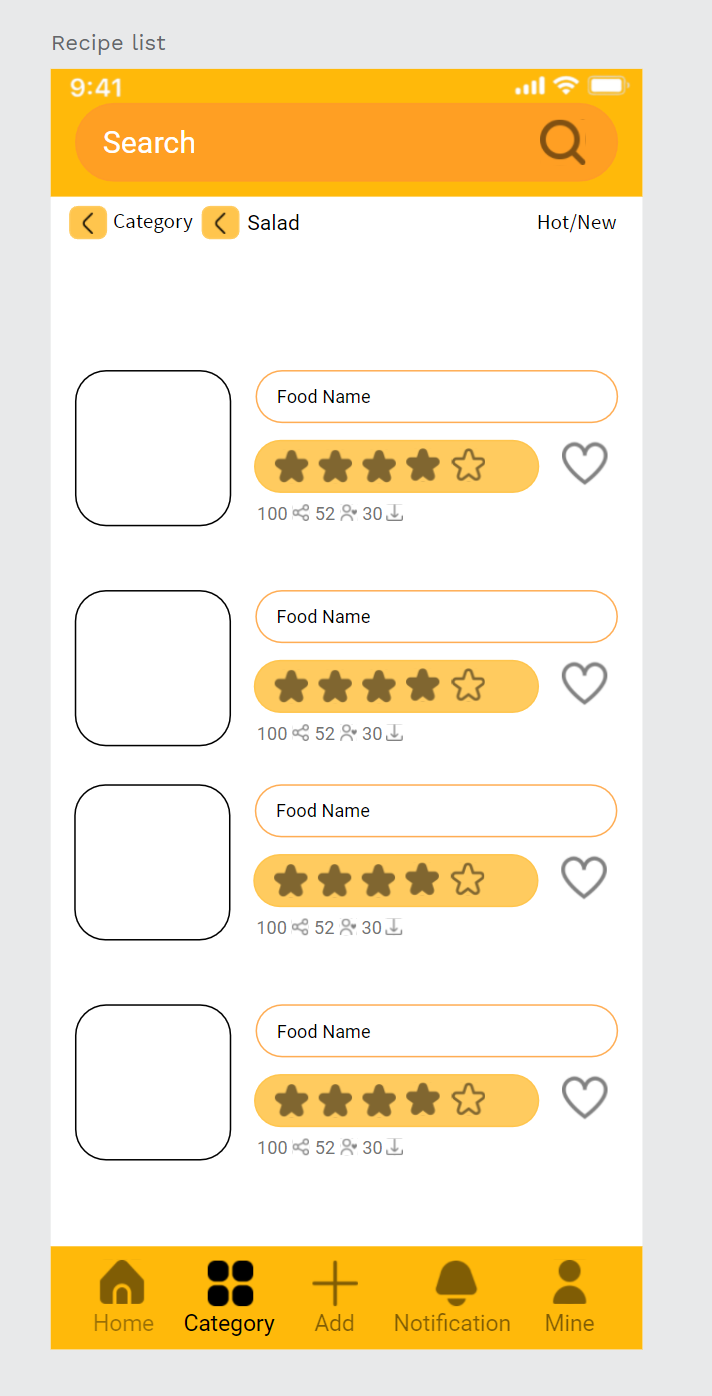 Recipe list
9:41
Search
Category Salad Hot/New
Food Name
100 52 30
Food Name
100 52 30
Food Name
100 52 30
Food Name
100 52 30
Home Category Add Notification Mine